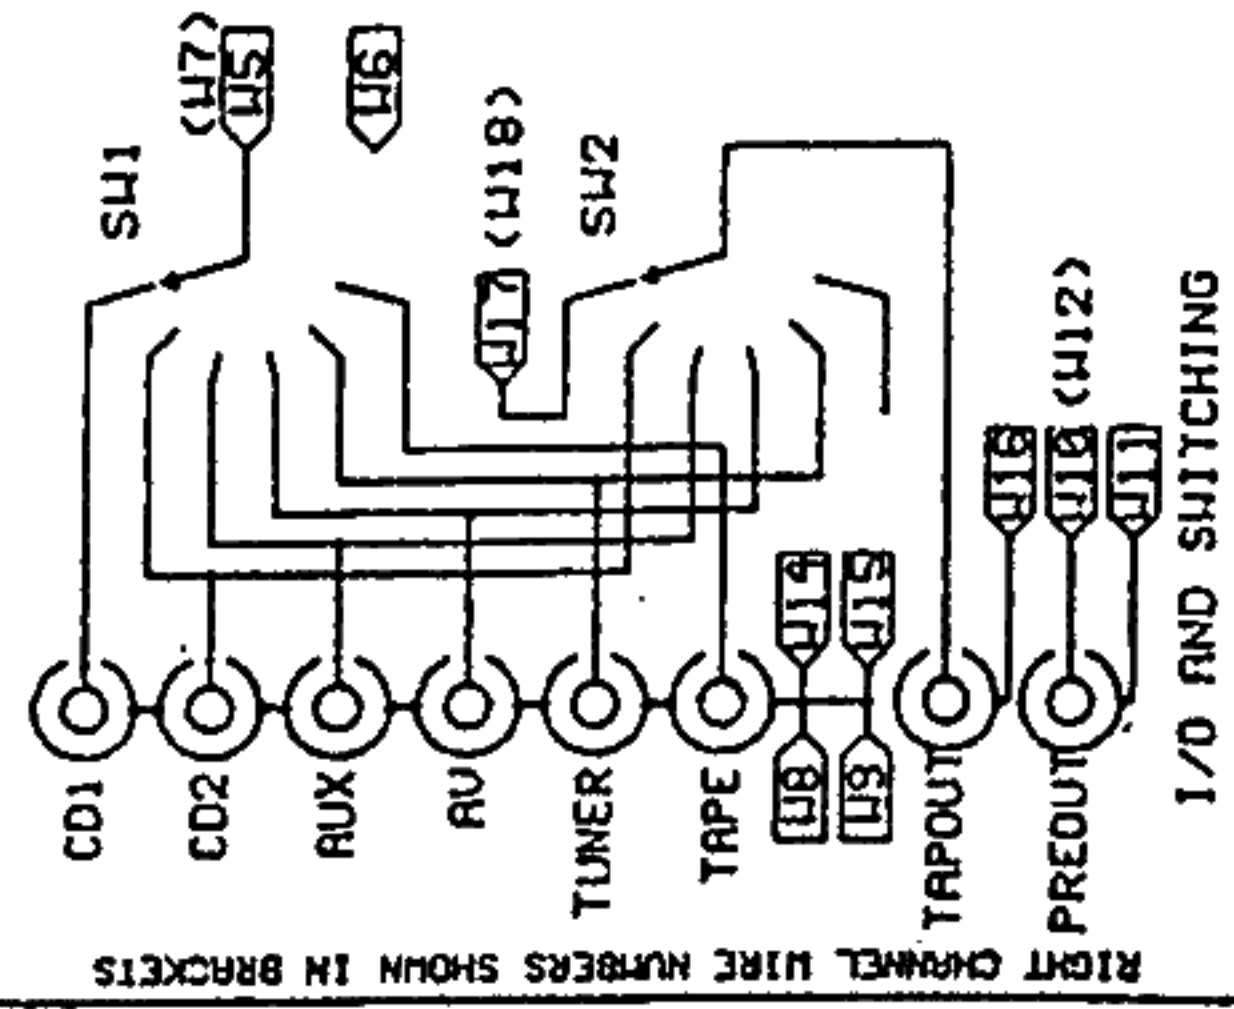 SW1
(W7)
W5
W6
W17
(W18)
SW2
W16
W10
(W12)
W11
W14
W15
W8
W9
CD1
CD2
AUX
AV
TUNER
TAPE
TAPOUT
PREOUT
I/O AND SWITCHING
RIGHT CHANNEL WIRE NUMBERS SHOWN IN BRACKETS